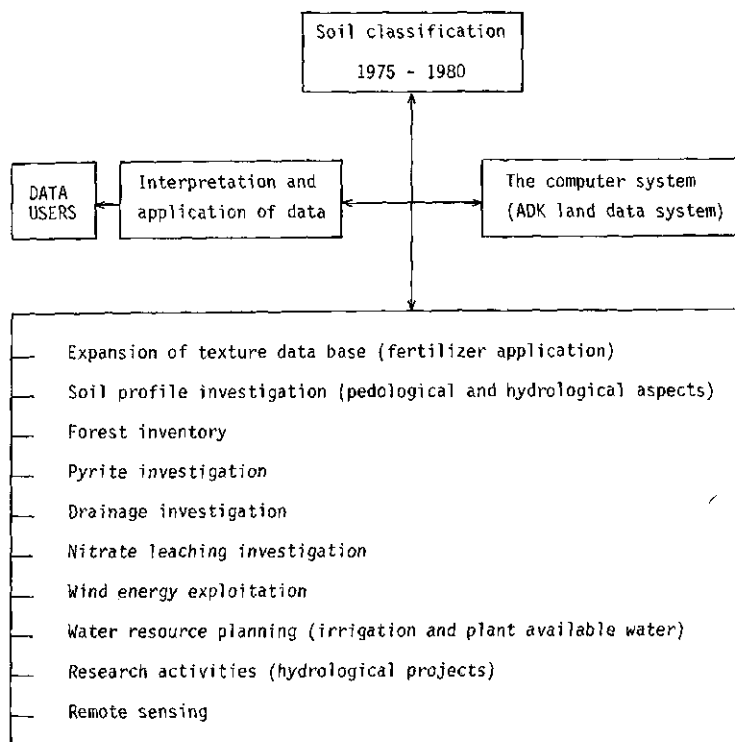 Soil classification
1975 - 1980
DATA
USERS
Interpretation and
application of data
The computer system
(ADK land data system)
Expansion of texture data base (fertilizer application)
Soil profile investigation (pedological and hydrological aspects)
Forest inventory
Pyrite investigation
Drainage investigation
Nitrate leaching investigation
Wind energy exploitation
Water resource planning (irrigation and plant available water)
Research activities (hydrological projects)
Remote sensing